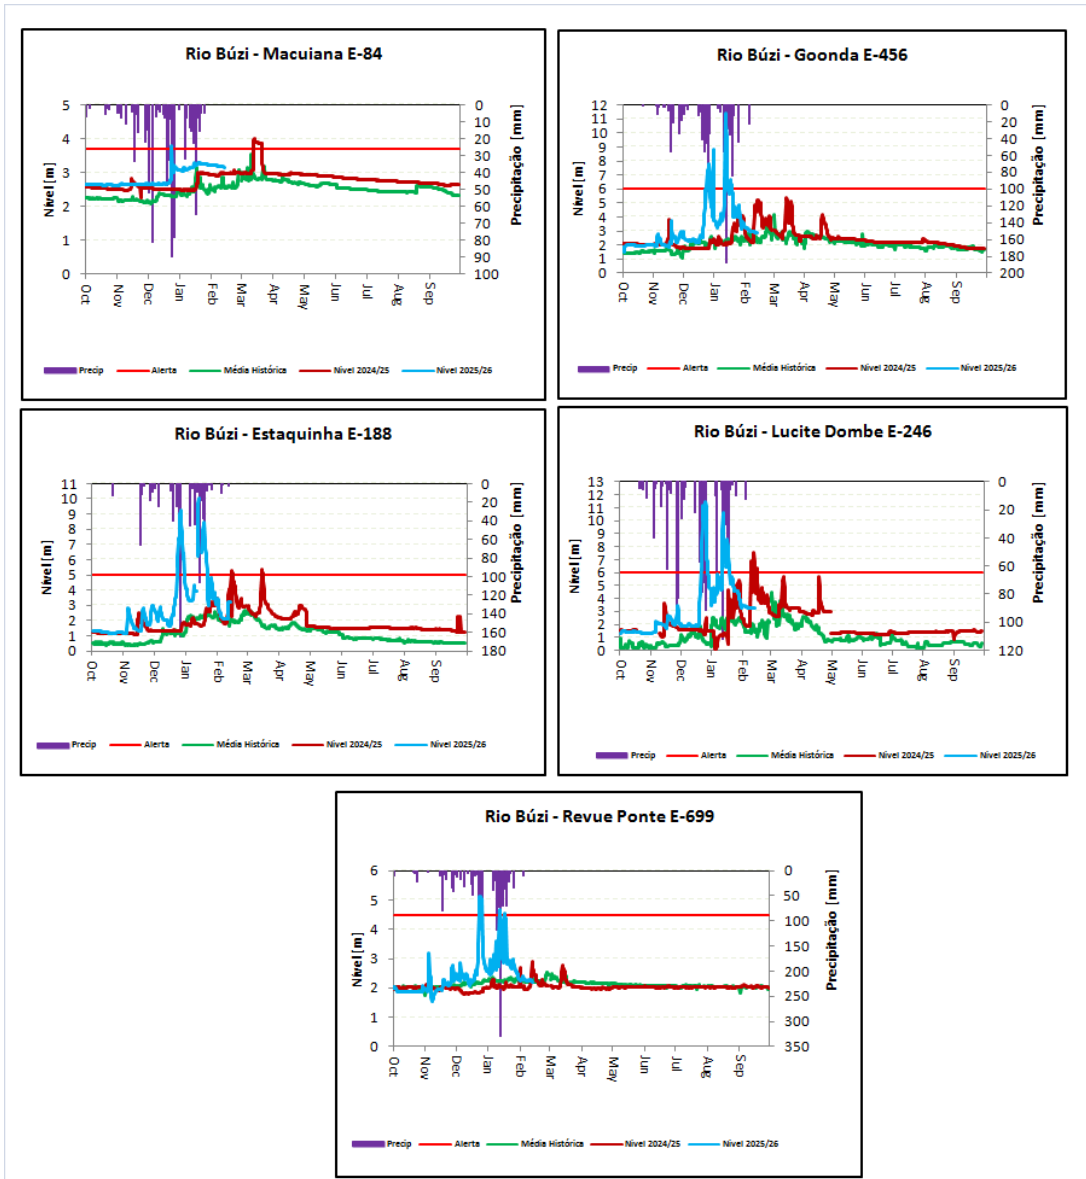 Rio Búzi - Macuiana E-84
Nível [m]
5
4
3
2
1
0
0
10
20
30
40
50
60
70
80
90
100
Precipitação [mm]
Oct
Nov
Dec
Jan
Feb
Mar
Apr
May
Jun
Jul
Aug
Sep
Precip Alerta Média Histórica Nivel 2024/25 Nivel 2025/26
Rio Búzi - Goonda E-456
Nível [m]
12
11
10
9
8
7
6
5
4
3
2
1
0
0
20
40
60
80
100
120
140
160
180
200
Precipitação [mm]
Oct
Nov
Dec
Jan
Feb
Mar
Apr
May
Jun
Jul
Aug
Sep
Precip Alerta Média Histórica Nivel 2024/25 Nivel 2025/26
Rio Búzi - Estaquinha E-188
Nível [m]
11
10
9
8
7
6
5
4
3
2
1
0
0
20
40
60
80
100
120
140
160
180
Precipitação [mm]
Oct
Nov
Dec
Jan
Feb
Mar
Apr
May
Jun
Jul
Aug
Sep
Precip Alerta Média Histórica Nivel 2024/25 Nivel 2025/26
Rio Búzi - Lucite Dombe E-246
Nível [m]
13
12
11
10
9
8
7
6
5
4
3
2
1
0
0
20
40
60
80
100
120
Precipitação [mm]
Oct
Nov
Dec
Jan
Feb
Mar
Apr
May
Jun
Jul
Aug
Sep
Precip Alerta Média Histórica Nivel 2024/25 Nivel 2025/26
Rio Búzi - Revue Ponte E-699
Nível [m]
6
5
4
3
2
1
0
0
50
100
150
200
250
300
350
Precipitação [mm]
Oct
Nov
Dec
Jan
Feb
Mar
Apr
May
Jun
Jul
Aug
Sep
Precip Alerta Média Histórica Nivel 2024/25 Nivel 2025/26